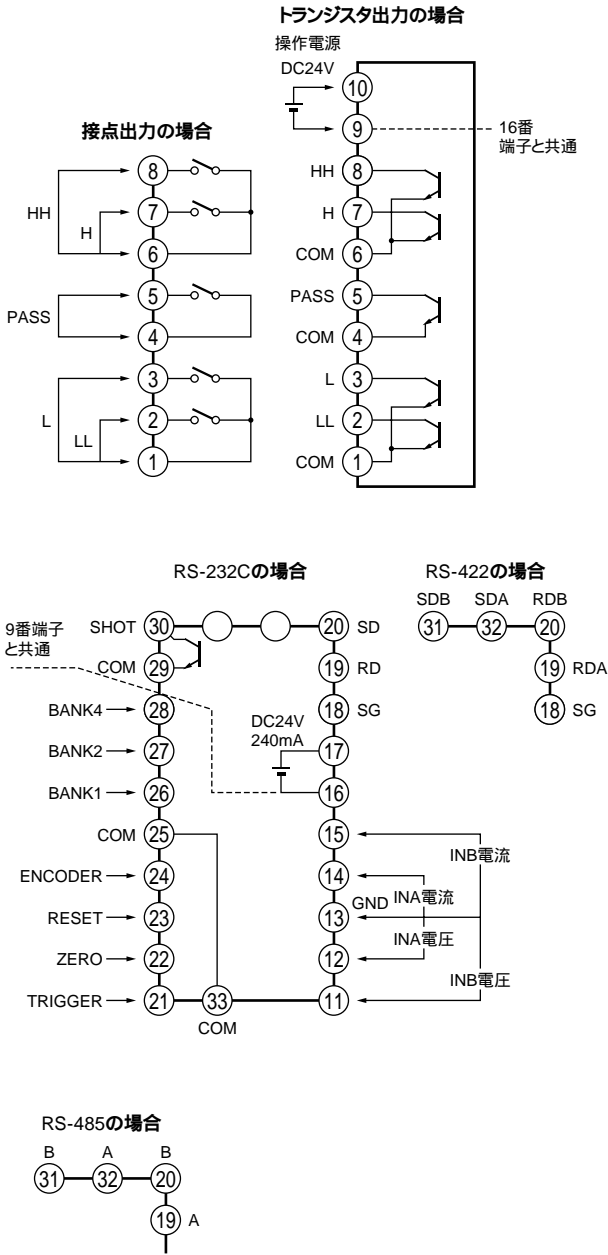 トランジスタ出力の場合
操作電源
DC24V
10
9
16番
端子と共通
HH 8
H 7
COM 6
PASS 5
COM 4
L 3
LL 2
COM 1
接点出力の場合
8
HH
7
H
6
5
PASS
4
3
L
2
LL
1
RS-232Cの場合
9番端子
と共通
SHOT 30
20 SD
COM 29
19 RD
BANK4 28
18 SG
DC24V
240mA
BANK2 27
17
BANK1 26
16
COM 25
15
INB電流
ENCODER 24
14
INA電流
RESET 23
GND 13
INA電圧
ZERO 22
12
INB電圧
TRIGGER 21
33
11
COM
RS-422の場合
SDB SDA RDB
31 32 20
19 RDA
18 SG
RS-485の場合
B A B
31 32 20
19 A